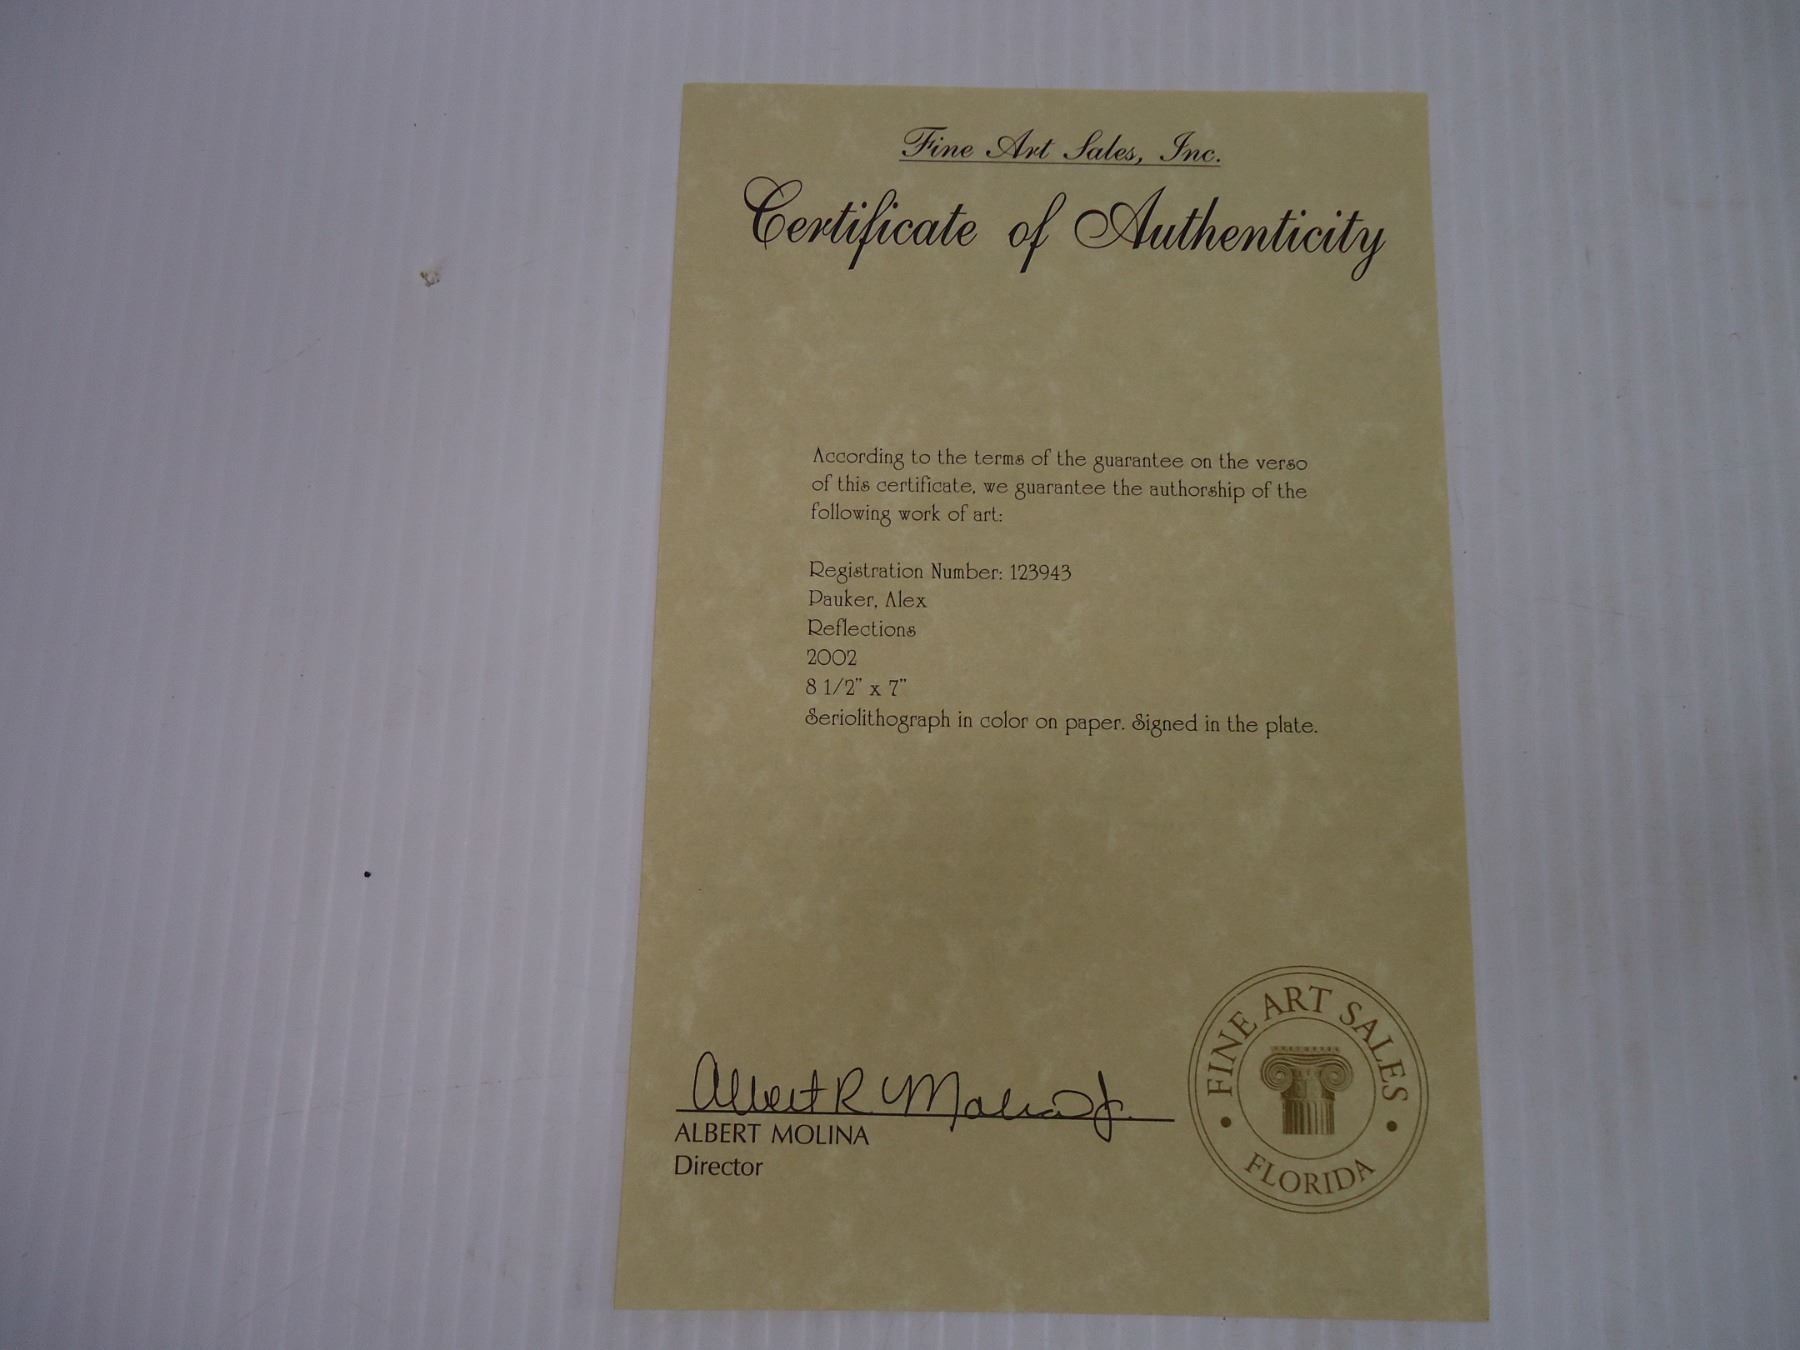 Fine Art Sales, Inc.
Certificate of Authenticity
According to the terms of the guarantee on the verso
of this certificate, we guarantee the authorship of the
following work of art:
Registration Number: 123943
Pauker, Alex
Reflections
2002
8 1/2" x 7"
Seriolithograph in color on paper. Signed in the plate.
Albert R Molina Jr.
ALBERT MOLINA
Director
FINE ART SALES
FLORIDA